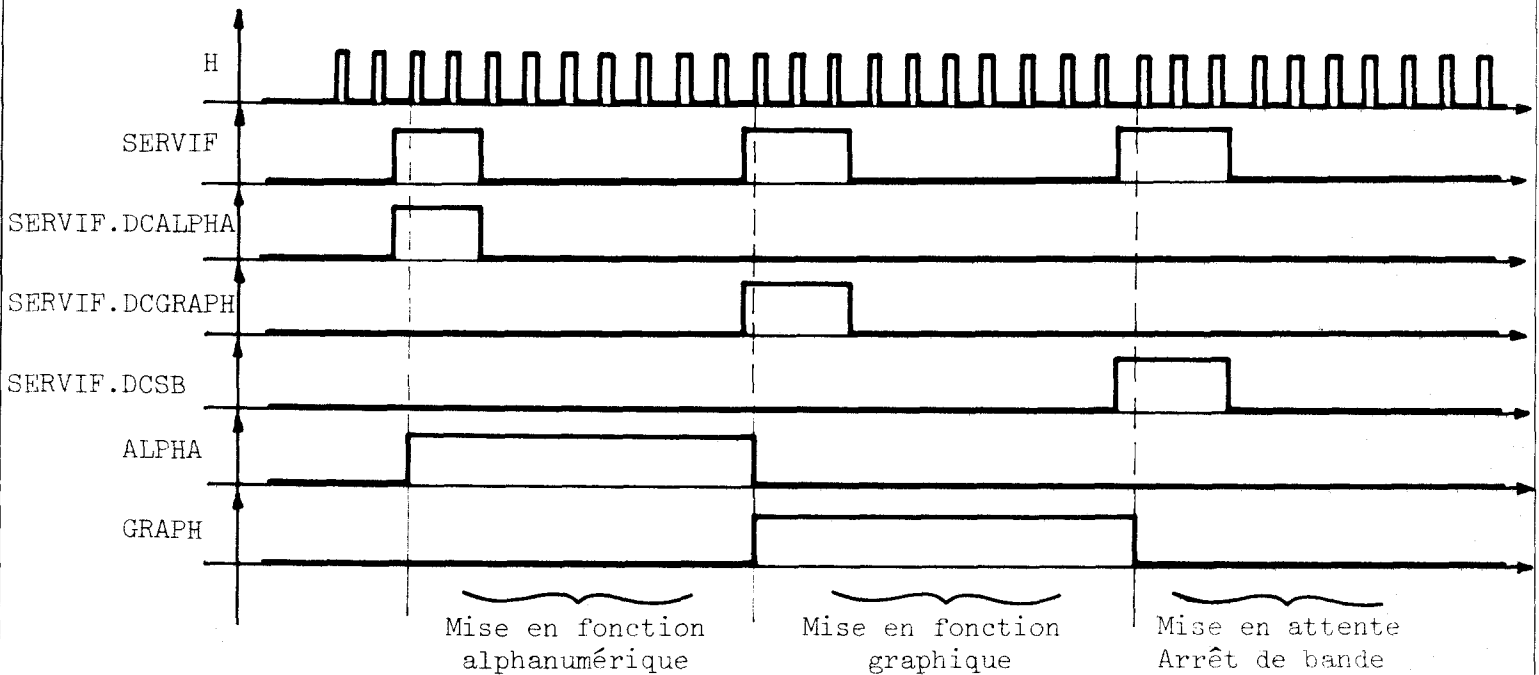 H
SERVIF
SERVIF.DCALPHA
SERVIF.DCGRAPH
SERVIF.DCSB
ALPHA
GRAPH
Mise en fonction
alphanumérique
Mise en fonction
graphique
Mise en attente
Arrêt de bande